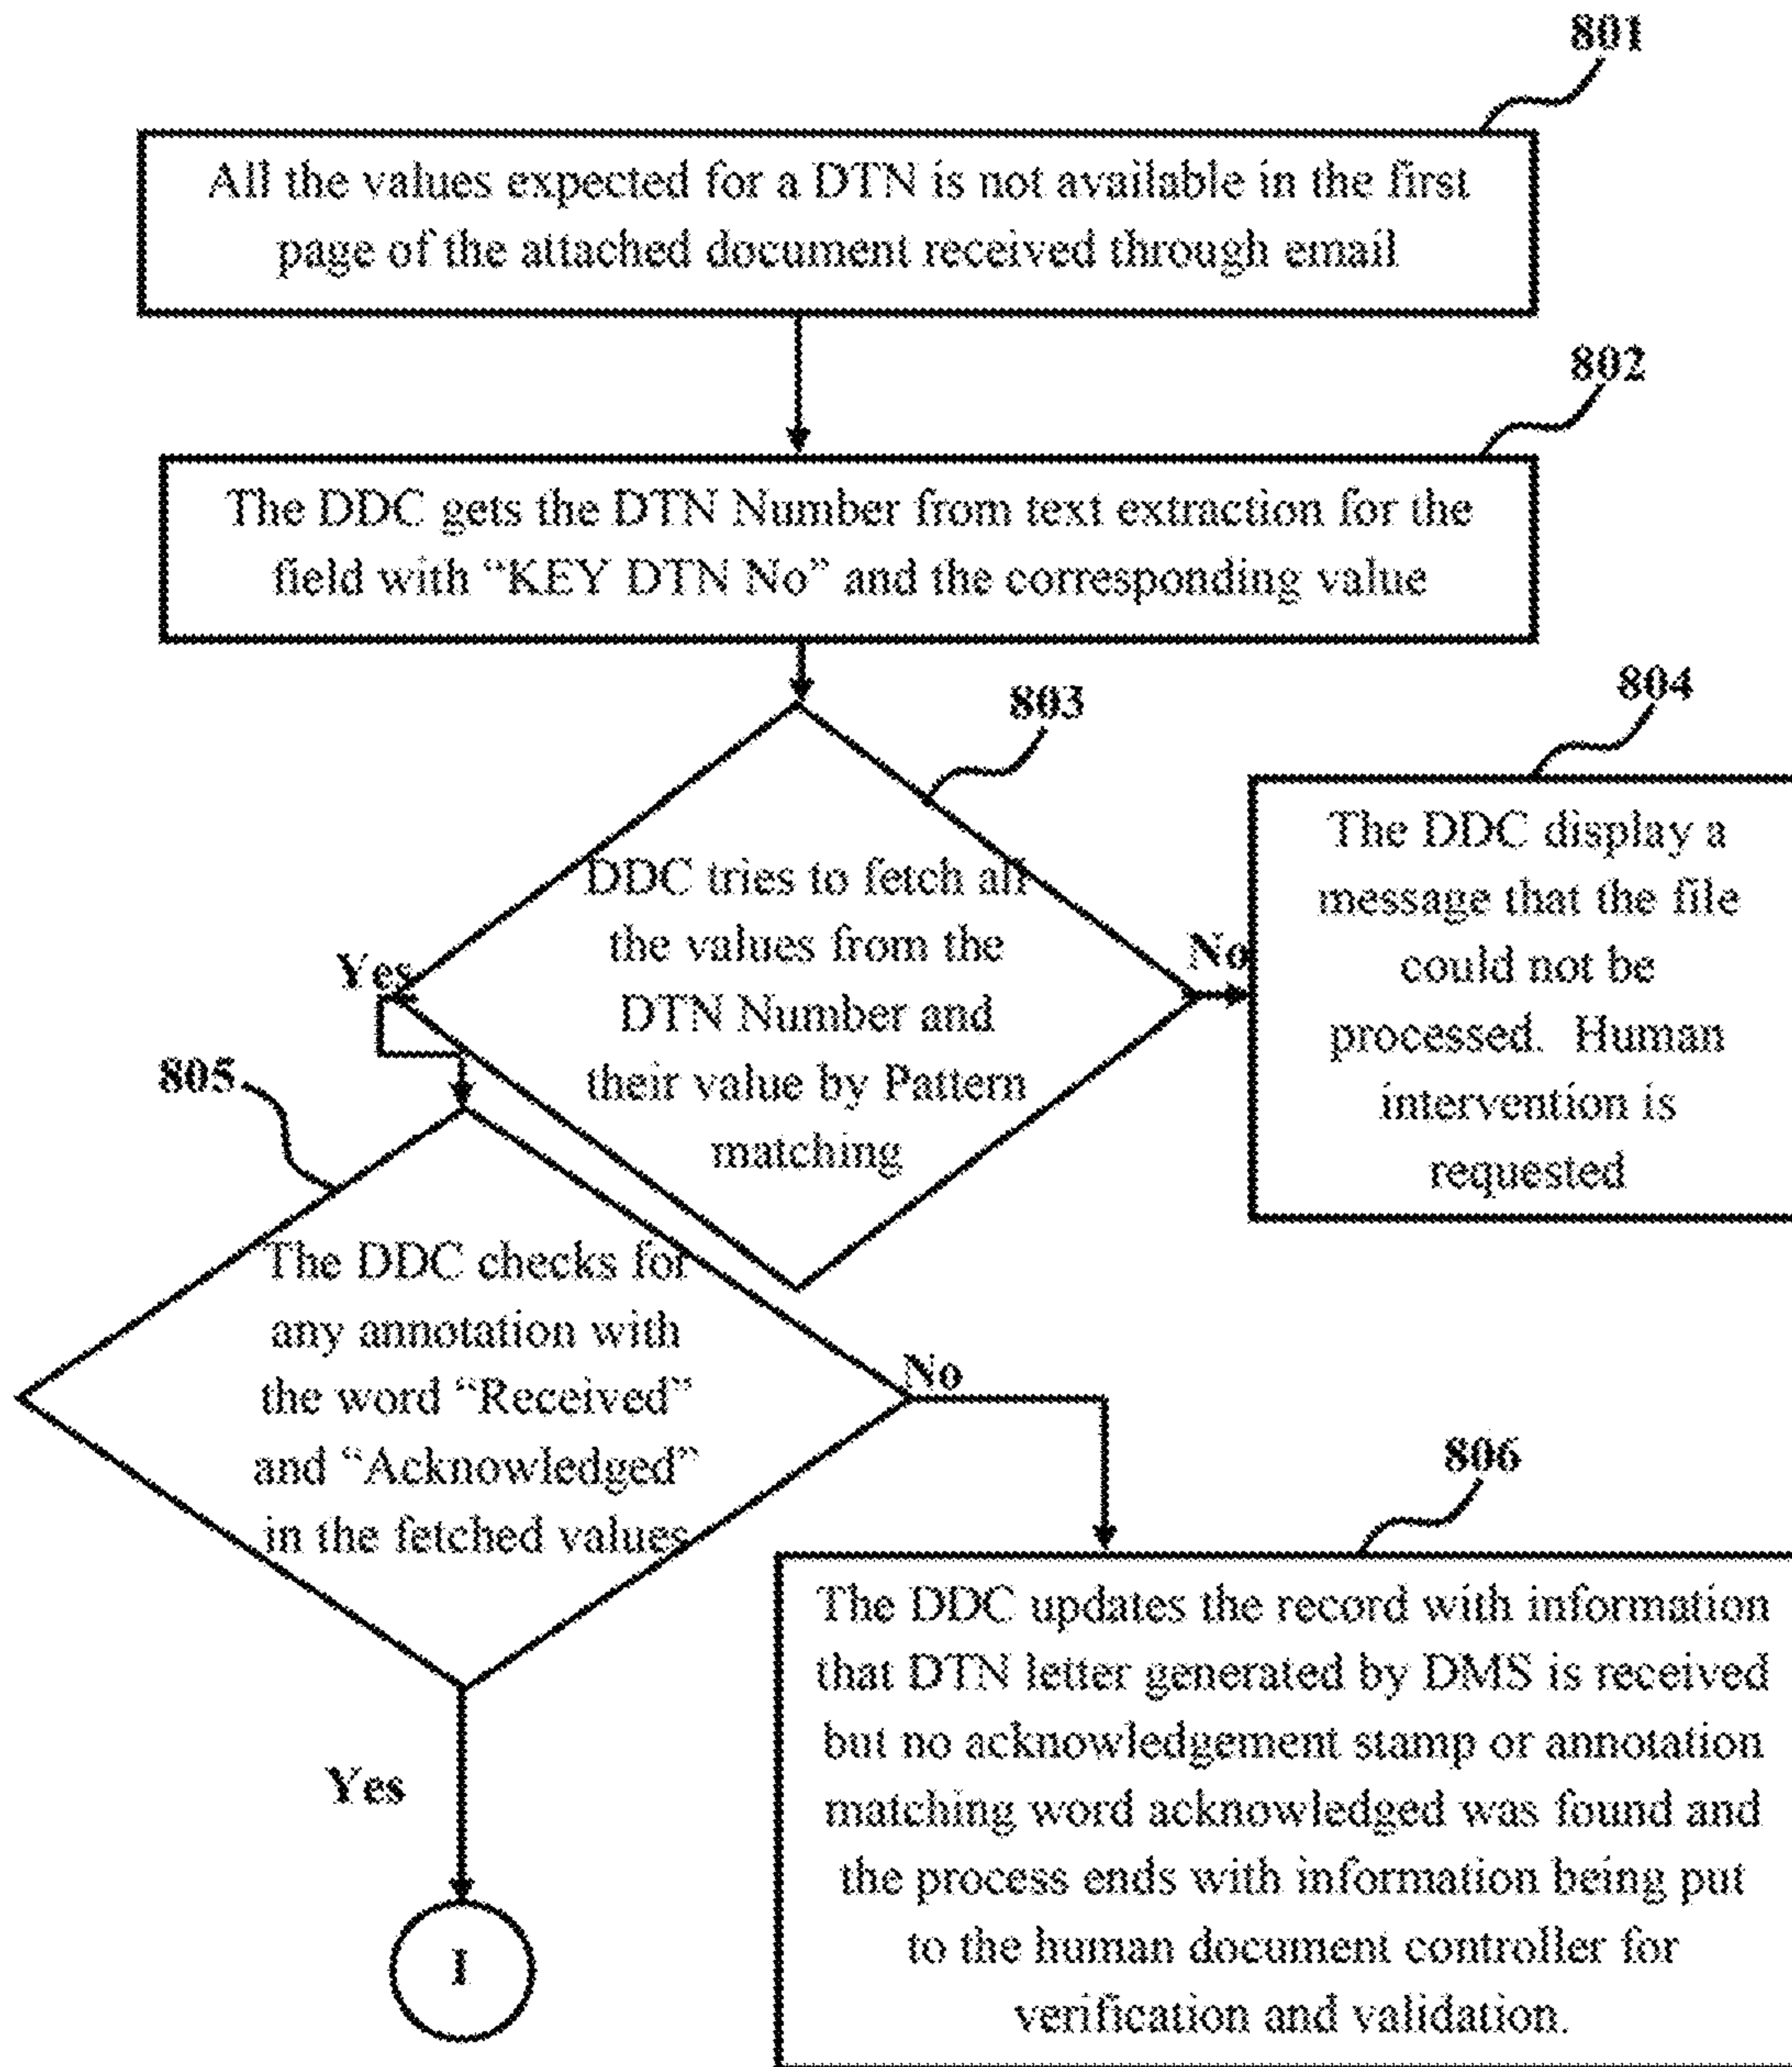 801
All the values expected for a DTN is not available in the first
page of the attached document received through email
802
The DDC gets the DTN Number from text extraction for the
field with “KEY DTN No” and the corresponding value
803
DDC tries to fetch all
the values from the
DTN Number and
their value by Pattern
matching
Yes
No
804
The DDC display a
message that the file
could not be
processed. Human
intervention is
requested
805
The DDC checks for
any annotation with
the word “Received”
and “Acknowledged”
in the fetched values
No
Yes
I
806
The DDC updates the record with information
that DTN letter generated by DMS is received
but no acknowledgement stamp or annotation
matching word acknowledged was found and
the process ends with information being put
to the human document controller for
verification and validation.